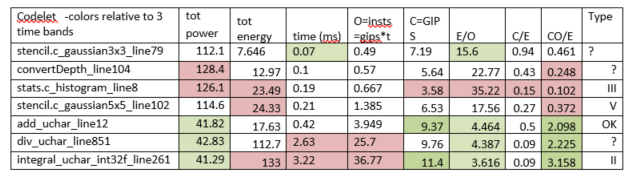 Codelet -colors relative to 3 time bands | tot power | tot energy | time (ms) | O=insts =gips*t | C=GIPS | E/O | C/E | CO/E | Type
stencil.c_gaussian3x3_line79 | 112.1 | 7.646 | 0.07 | 0.49 | 7.19 | 15.6 | 0.94 | 0.461 | ?
convertDepth_line104 | 128.4 | 12.97 | 0.1 | 0.57 | 5.64 | 22.77 | 0.43 | 0.248 | ?
stats.c_histogram_line8 | 126.1 | 23.49 | 0.19 | 0.667 | 3.58 | 35.22 | 0.15 | 0.102 | III
stencil.c_gaussian5x5_line102 | 114.6 | 24.33 | 0.21 | 1.385 | 6.53 | 17.56 | 0.27 | 0.372 | V
add_uchar_line12 | 41.82 | 17.63 | 0.42 | 3.949 | 9.37 | 4.464 | 0.5 | 2.098 | OK
div_uchar_line851 | 42.83 | 112.7 | 2.63 | 25.7 | 9.76 | 4.387 | 0.09 | 2.225 | ?
integral_uchar_int32f_line261 | 41.29 | 133 | 3.22 | 36.77 | 11.4 | 3.616 | 0.09 | 3.158 | II